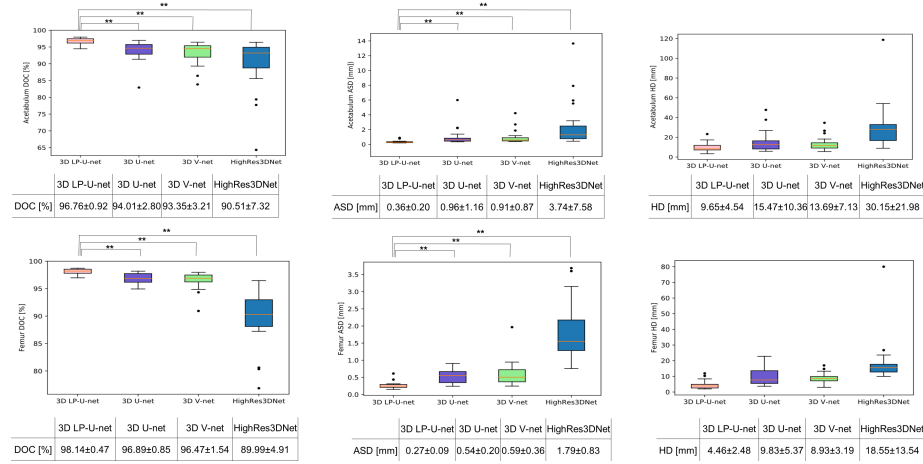 ** ** **
** ** **
Acetabulum DOC [%]
100
95
90
85
80
75
70
65
3D LP-U-net 3D U-net 3D V-net HighRes3DNet
Acetabulum ASD [mm]]
14
12
10
8
6
4
2
0
3D LP-U-net 3D U-net 3D V-net HighRes3DNet
Acetabulum HD [mm]
120
100
80
60
40
20
0
3D LP-U-net 3D U-net 3D V-net HighRes3DNet
3D LP-U-net 3D U-net 3D V-net HighRes3DNet
DOC [%] 96.76±0.92 94.01±2.80 93.35±3.21 90.51±7.32
3D LP-U-net 3D U-net 3D V-net HighRes3DNet
ASD [mm] 0.36±0.20 0.96±1.16 0.91±0.87 3.74±7.58
3D LP-U-net 3D U-net 3D V-net HighRes3DNet
HD [mm] 9.65±4.54 15.47±10.36 13.69±7.13 30.15±21.98
** ** **
** ** **
Femur DOC [%]
100
95
90
85
80
3D LP-U-net 3D U-net 3D V-net HighRes3DNet
Femur ASD [mm]
3.5
3.0
2.5
2.0
1.5
1.0
0.5
0.0
3D LP-U-net 3D U-net 3D V-net HighRes3DNet
Femur HD [mm]
80
70
60
50
40
30
20
10
0
3D LP-U-net 3D U-net 3D V-net HighRes3DNet
3D LP-U-net 3D U-net 3D V-net HighRes3DNet
DOC [%] 98.14±0.47 96.89±0.85 96.47±1.54 89.99±4.91
3D LP-U-net 3D U-net 3D V-net HighRes3DNet
ASD [mm] 0.27±0.09 0.54±0.20 0.59±0.36 1.79±0.83
3D LP-U-net 3D U-net 3D V-net HighRes3DNet
HD [mm] 4.46±2.48 9.83±5.37 8.93±3.19 18.55±13.54